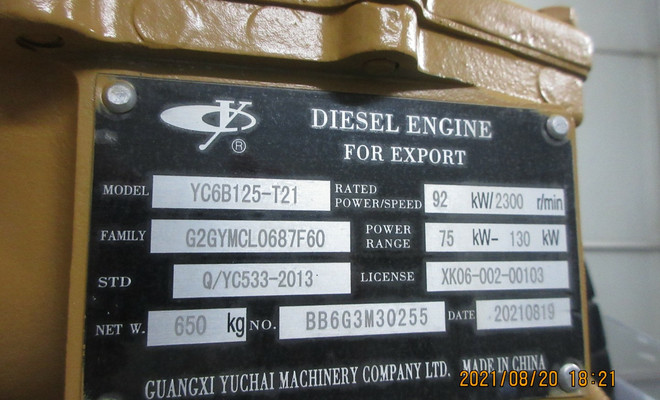 YC ®
DIESEL ENGINE
FOR EXPORT
MODEL YC6B125-T21 RATED POWER/SPEED 92 kW/2300 r/min
FAMILY G2GYMCL0687F60 POWER RANGE 75 kW- 130 kW
STD Q/YC533-2013 LICENSE XK06-002-00103
NET W. 650 kg NO. BB6G3M30255 DATE 20210819
GUANGXI YUCHAI MACHINERY COMPANY LTD. MADE IN CHINA
2021/08/20 18:21